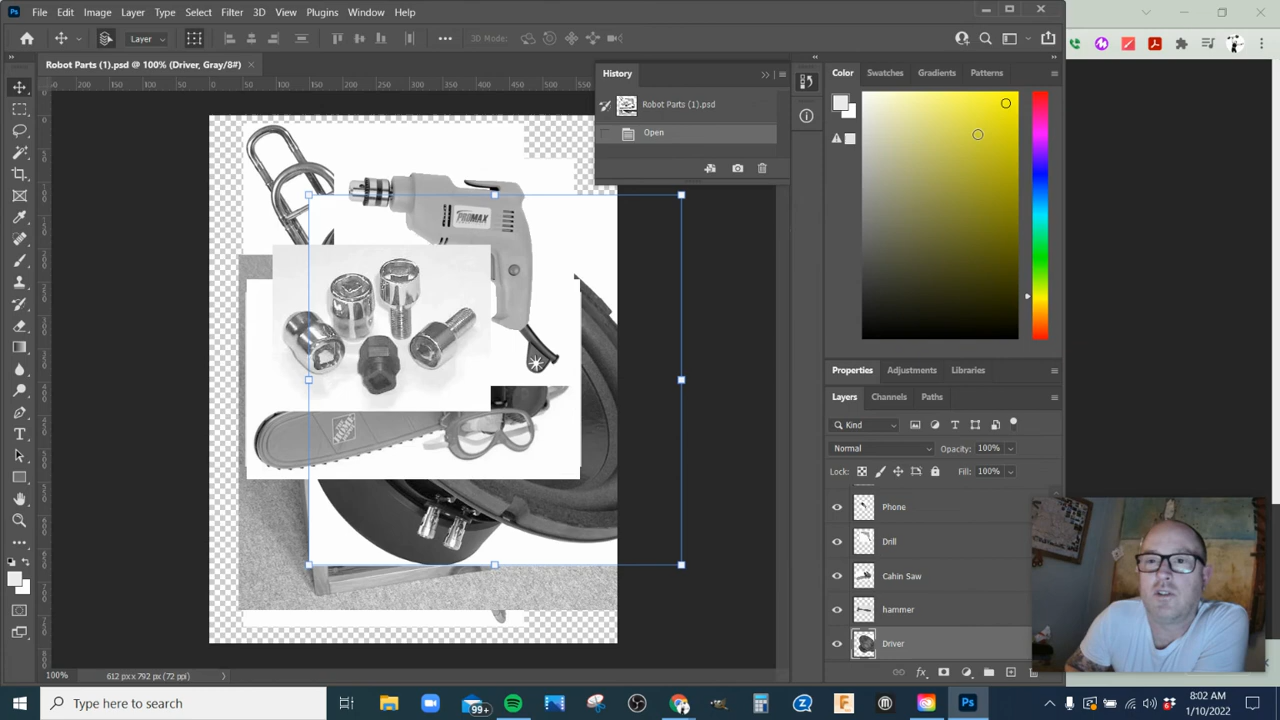 Ps File Edit Image Layer Type Select Filter 3D View Plugins Window Help
Layer 3D Mode:
Robot Parts (1).psd @ 100% (Driver, Gray/8#)
History
Robot Parts (1).psd
Open
Color Swatches Gradients Patterns
PROMAX
Properties Adjustments Libraries
Layers Channels Paths
Kind
Normal Opacity: 100%
Lock: Fill: 100%
Phone
Drill
Cahin Saw
hammer
Driver
100% 612 px x 792 px (72 ppi)
Type here to search
99+
Ps
8:02 AM
1/10/2022